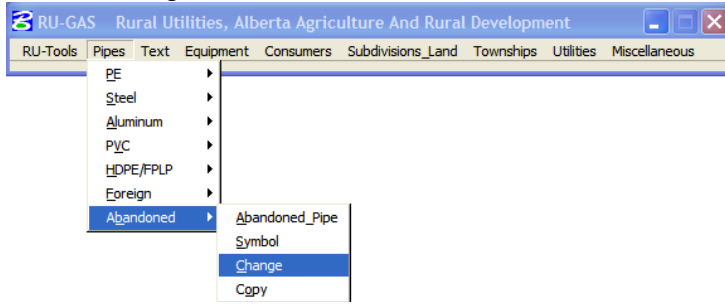 RU-GAS Rural Utilities, Alberta Agriculture And Rural Development
RU-Tools Pipes Text Equipment Consumers Subdivisions_Land Townships Utilities Miscellaneous
PE
Steel
Aluminum
PVC
HDPE/FPLP
Foreign
Abandoned Abandoned_Pipe
Symbol
Change
Copy